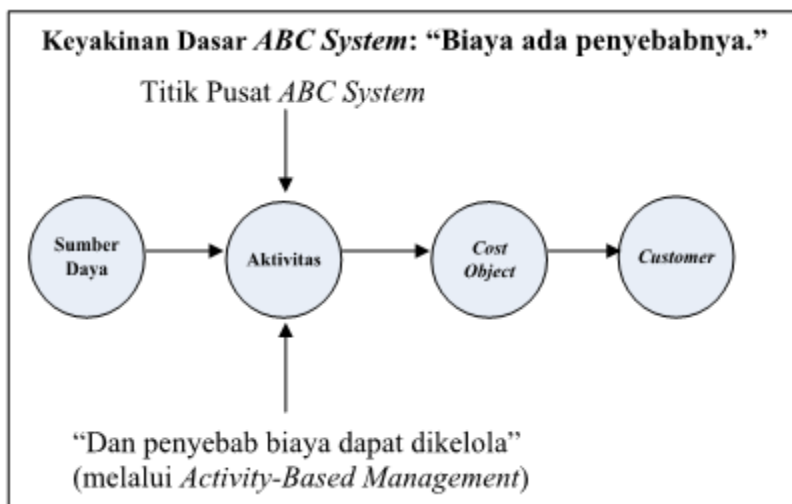 Keyakinan Dasar ABC System: “Biaya ada penyebabnya.”
Titik Pusat ABC System
Sumber
Daya
Aktivitas
Cost
Object
Customer
“Dan penyebab biaya dapat dikelola”
(melalui Activity-Based Management)